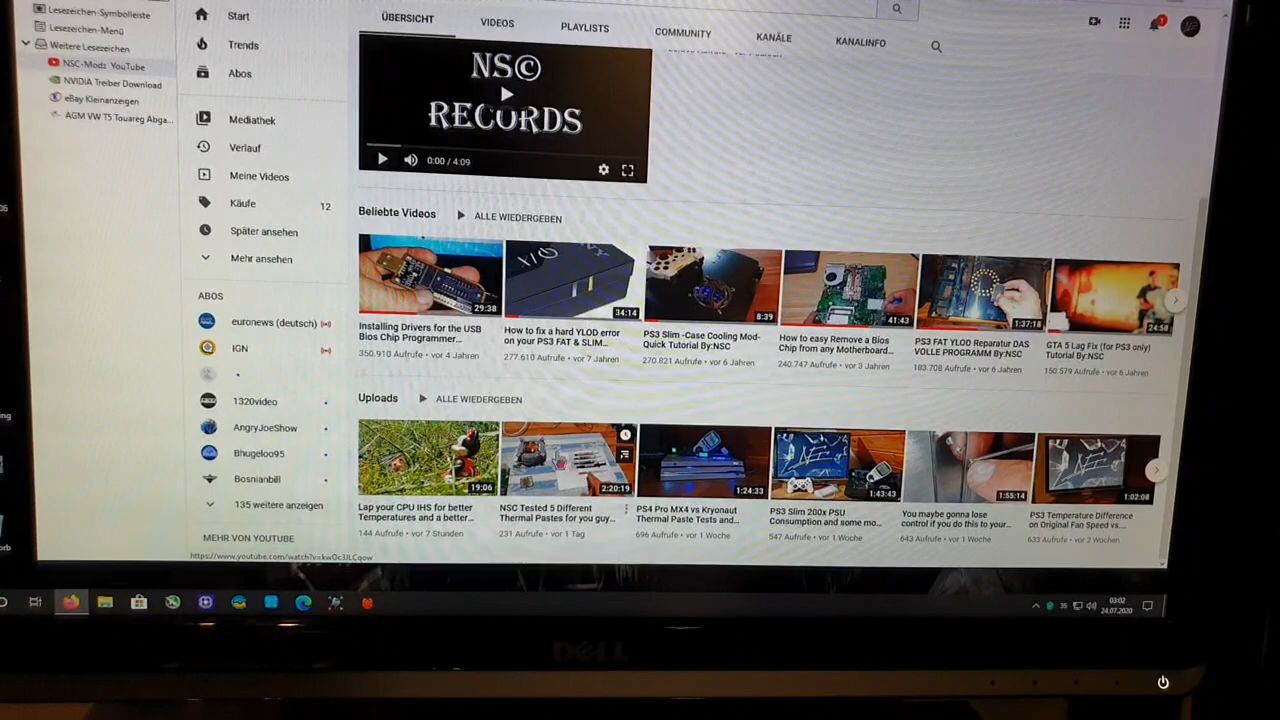 Lesezeichen-Symbolleiste
Lesezeichen-Menü
Weitere Lesezeichen
NSC-Modz YouTube
NVIDIA Treiber Download
eBay Kleinanzeigen
AGM VW T5 Touareg Abga...
Start
Trends
Abos
Mediathek
Verlauf
Meine Videos
Käufe 12
Später ansehen
Mehr ansehen
ABOS
euronews (deutsch)
IGN
1320video
AngryJoeShow
Bhugeloo95
Bosnianbill
135 weitere anzeigen
MEHR VON YOUTUBE
https://www.youtube.com/watch?v=kwOc3JLCqow
ÜBERSICHT VIDEOS PLAYLISTS COMMUNITY KANÄLE KANALINFO
NS©
RECORDS
0:00 / 4:09
Beliebte Videos ALLE WIEDERGEBEN
29:38
Installing Drivers for the USB
Bios Chip Programmer...
350.910 Aufrufe • vor 4 Jahren
34:14
How to fix a hard YLOD error
on your PS3 FAT & SLIM...
277.610 Aufrufe • vor 7 Jahren
8:39
PS3 Slim -Case Cooling Mod-
Quick Tutorial By:NSC
270.821 Aufrufe • vor 6 Jahren
41:43
How to easy Remove a Bios
Chip from any Motherboard...
240.747 Aufrufe • vor 3 Jahren
1:37:18
PS3 FAT YLOD Reparatur DAS
VOLLE PROGRAMM By:NSC
183.708 Aufrufe • vor 6 Jahren
24:58
GTA 5 Lag Fix (for PS3 only)
Tutorial By:NSC
150.579 Aufrufe • vor 6 Jahren
Uploads ALLE WIEDERGEBEN
19:06
Lap your CPU IHS for better
Temperatures and a better...
144 Aufrufe • vor 7 Stunden
2:20:19
NSC Tested 5 Different
Thermal Pastes for you guy...
231 Aufrufe • vor 1 Tag
1:24:33
PS4 Pro MX4 vs Kryonaut
Thermal Paste Tests and...
696 Aufrufe • vor 1 Woche
1:43:43
PS3 Slim 200x PSU
Consumption and some mo...
547 Aufrufe • vor 1 Woche
1:55:14
You maybe gonna lose
control if you do this to your...
643 Aufrufe • vor 1 Woche
1:02:08
PS3 Temperature Difference
on Original Fan Speed vs...
633 Aufrufe • vor 2 Wochen
35
03:02
24.07.2020
DELL